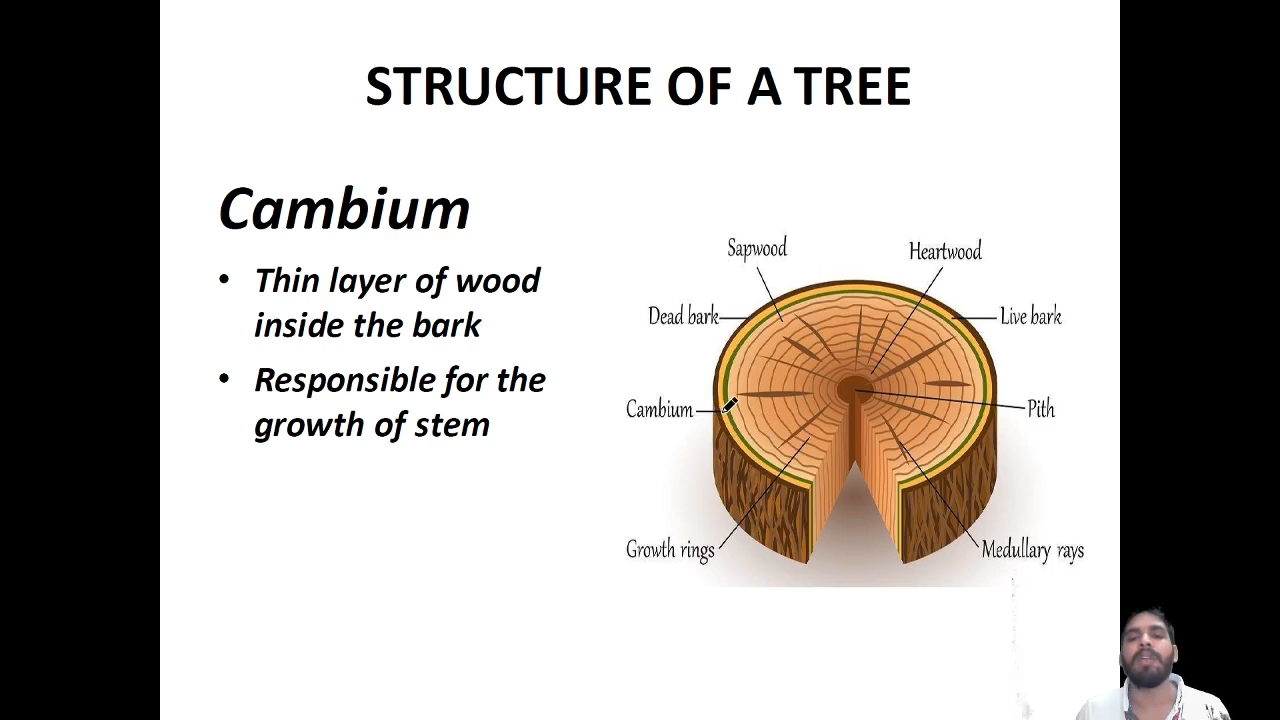 STRUCTURE OF A TREE
Cambium
• Thin layer of wood
inside the bark
• Responsible for the
growth of stem
Sapwood
Heartwood
Dead bark
Live bark
Cambium
Pith
Growth rings
Medullary rays